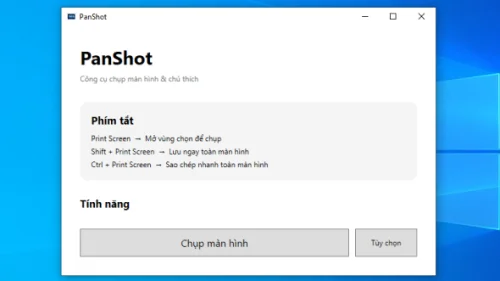 PanShot
PanShot
Công cụ chụp màn hình & chú thích
Phím tắt
Print Screen → Mở vùng chọn để chụp
Shift + Print Screen → Lưu ngay toàn màn hình
Ctrl + Print Screen → Sao chép nhanh toàn màn hình
Tính năng
Chụp màn hình
Tùy chọn